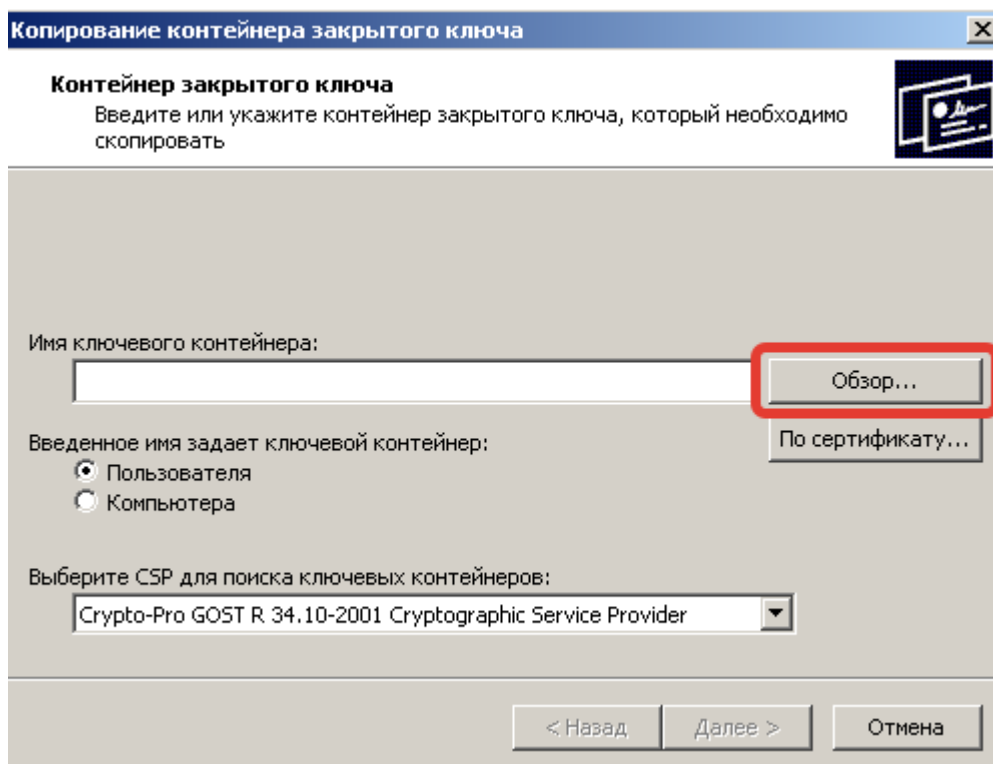 Копирование контейнера закрытого ключа
Контейнер закрытого ключа
Введите или укажите контейнер закрытого ключа, который необходимо
скопировать
Имя ключевого контейнера:
Обзор...
По сертификату...
Введенное имя задает ключевой контейнер:
Пользователя
Компьютера
Выберите CSP для поиска ключевых контейнеров:
Crypto-Pro GOST R 34.10-2001 Cryptographic Service Provider
< Назад
Далее >
Отмена